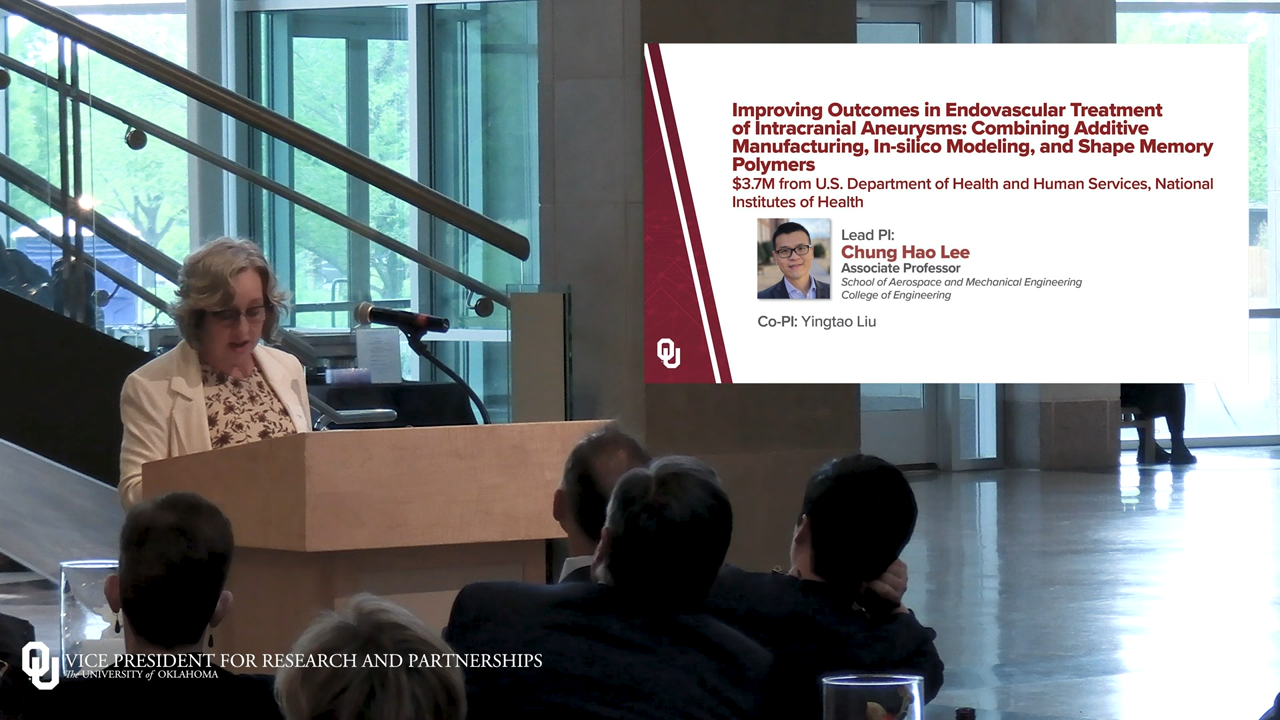 Improving Outcomes in Endovascular Treatment
of Intracranial Aneurysms: Combining Additive
Manufacturing, In-silico Modeling, and Shape Memory
Polymers
$3.7M from U.S. Department of Health and Human Services, National
Institutes of Health
Lead PI:
Chung Hao Lee
Associate Professor
School of Aerospace and Mechanical Engineering
College of Engineering
Co-PI: Yingtao Liu
OU
OU
VICE PRESIDENT FOR RESEARCH AND PARTNERSHIPS
The UNIVERSITY of OKLAHOMA